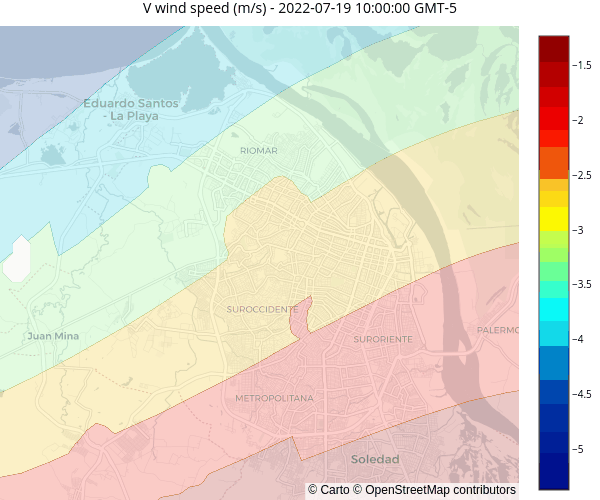 V wind speed (m/s) - 2022-07-19 10:00:00 GMT-5
Eduardo Santos
- La Playa
RIOMAR
SUROCCIDENTE
Juan Mina
SURORIENTE
PALERMO
METROPOLITANA
Soledad
© Carto © OpenStreetMap contributors
−1.5
−2
−2.5
−3
−3.5
−4
−4.5
−5